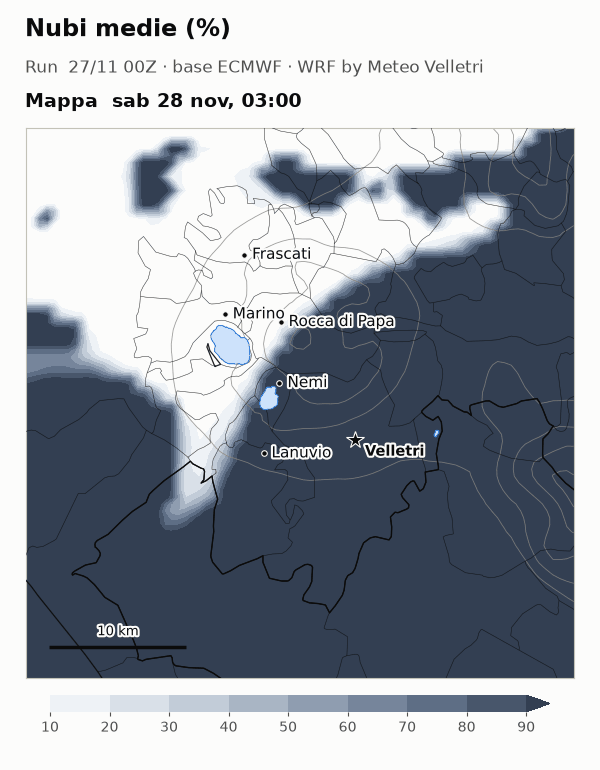 Nubi medie (%)
Run  27/11 00Z · base ECMWF · WRF by Meteo Velletri
Mappa  sab 28 nov, 03:00
Frascati
Marino
Rocca di Papa
Nemi
Velletri
Lanuvio
10 km
10 20 30 40 50 60 70 80 90